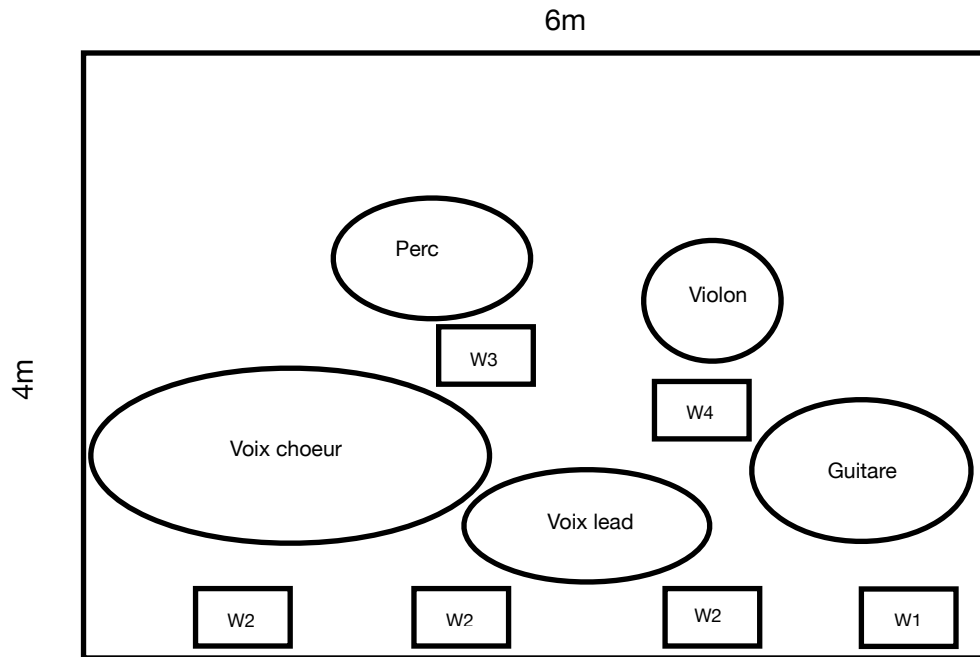 6m
Perc
Violon
W3
4m
W4
Voix choeur
Guitare
Voix lead
W2
W2
W2
W1